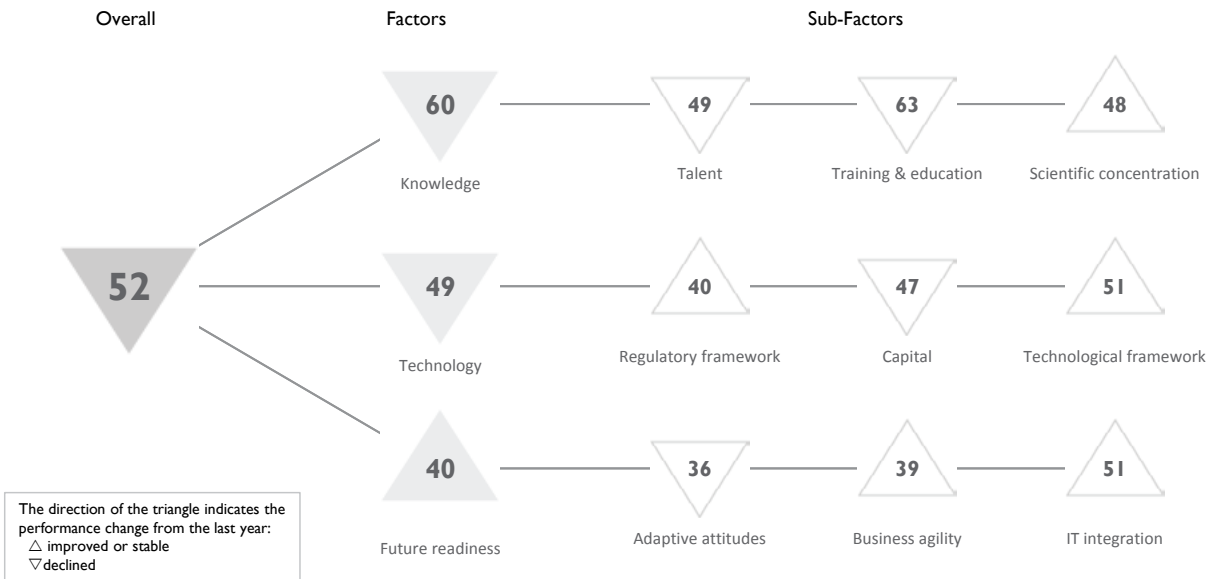 Overall Factors Sub-Factors
60 49 63 48
Knowledge Talent Training & education Scientific concentration
52 49 40 47 51
Technology Regulatory framework Capital Technological framework
40 36 39 51
Future readiness Adaptive attitudes Business agility IT integration
The direction of the triangle indicates the
performance change from the last year:
△ improved or stable
▽declined